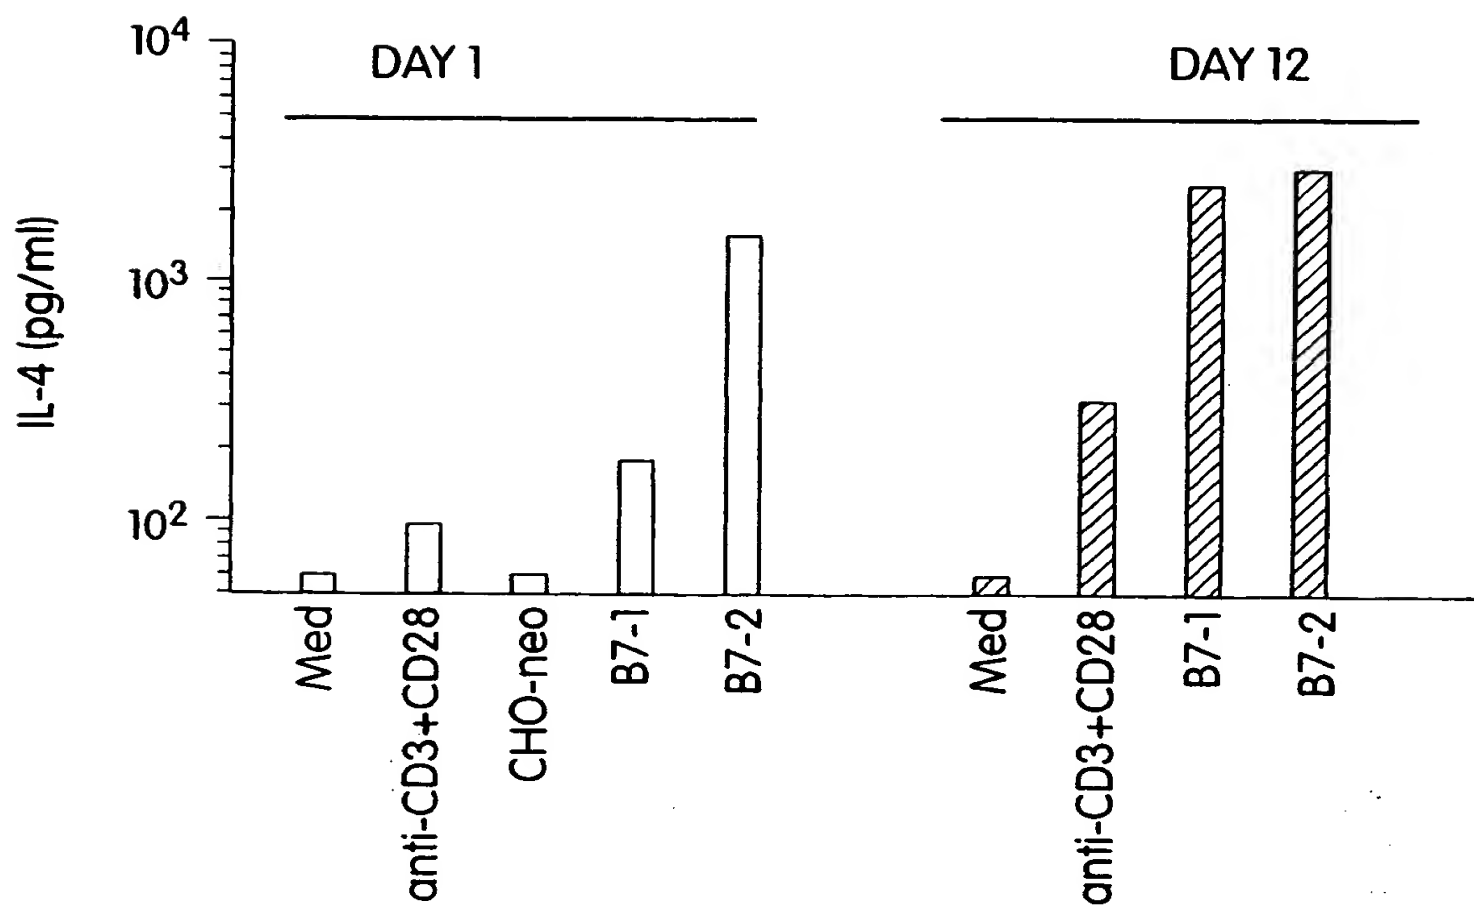 DAY 1
DAY 12
IL-4 (pg/ml)
10⁴
10³
10²
Med
anti-CD3+CD28
CHO-neo
B7-1
B7-2
Med
anti-CD3+CD28
B7-1
B7-2